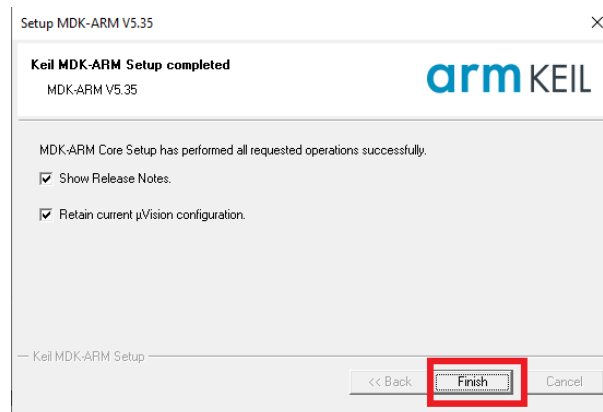 Setup MDK-ARM V5.35
Keil MDK-ARM Setup completed
MDK-ARM V5.35
arm KEIL
MDK-ARM Core Setup has performed all requested operations successfully.
Show Release Notes.
Retain current µVision configuration.
Keil MDK-ARM Setup
<< Back Finish Cancel